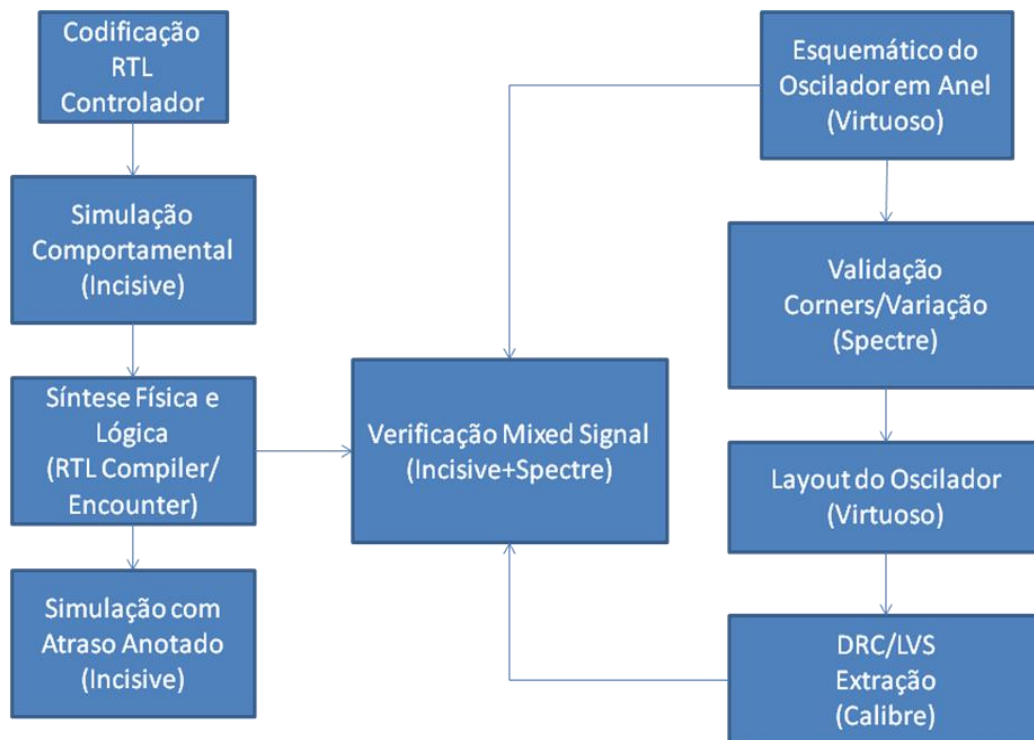 Codificação
RTL
Controlador
Simulação
Comportamental
(Incisive)
Síntese Física e
Lógica
(RTL Compiler/
Encounter)
Simulação com
Atraso Anotado
(Incisive)
Verificação Mixed Signal
(Incisive+Spectre)
Esquemático do
Oscilador em Anel
(Virtuoso)
Validação
Corners/Variação
(Spectre)
Layout do Oscilador
(Virtuoso)
DRC/LVS
Extração
(Calibre)